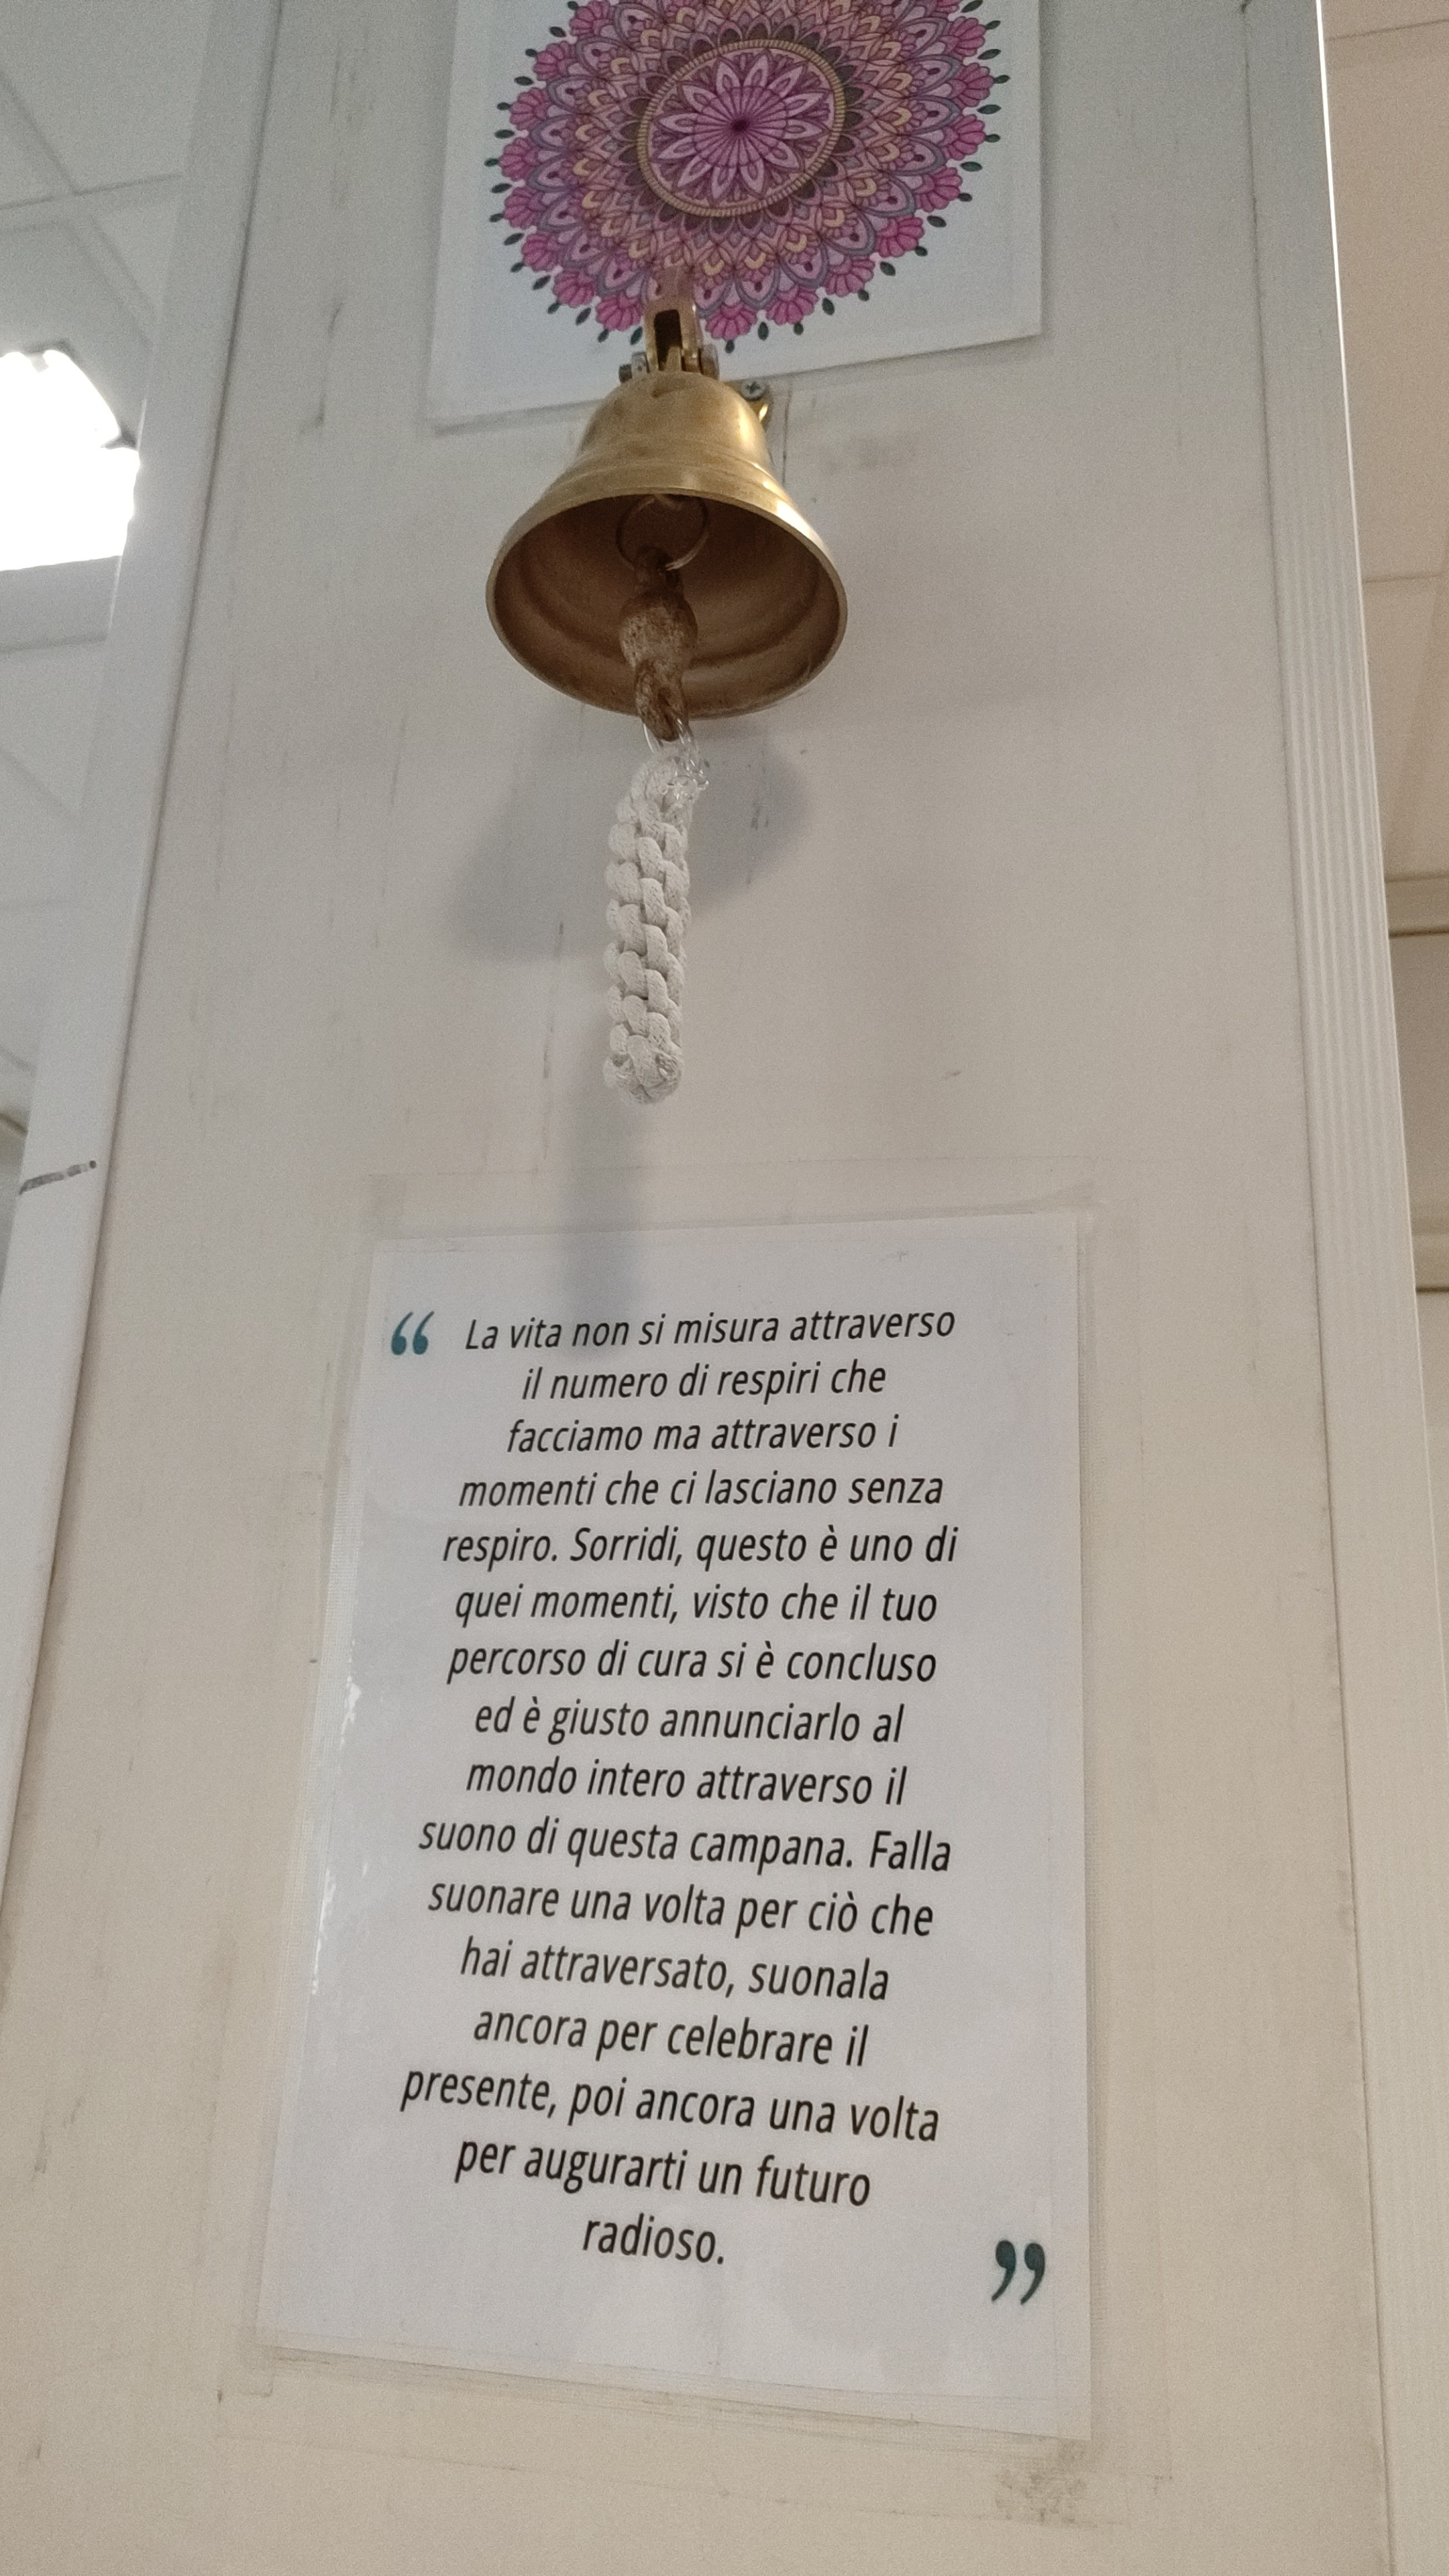 “ La vita non si misura attraverso
il numero di respiri che
facciamo ma attraverso i
momenti che ci lasciano senza
respiro. Sorridi, questo è uno di
quei momenti, visto che il tuo
percorso di cura si è concluso
ed è giusto annunciarlo al
mondo intero attraverso il
suono di questa campana. Falla
suonare una volta per ciò che
hai attraversato, suonala
ancora per celebrare il
presente, poi ancora una volta
per augurarti un futuro
radioso. ”